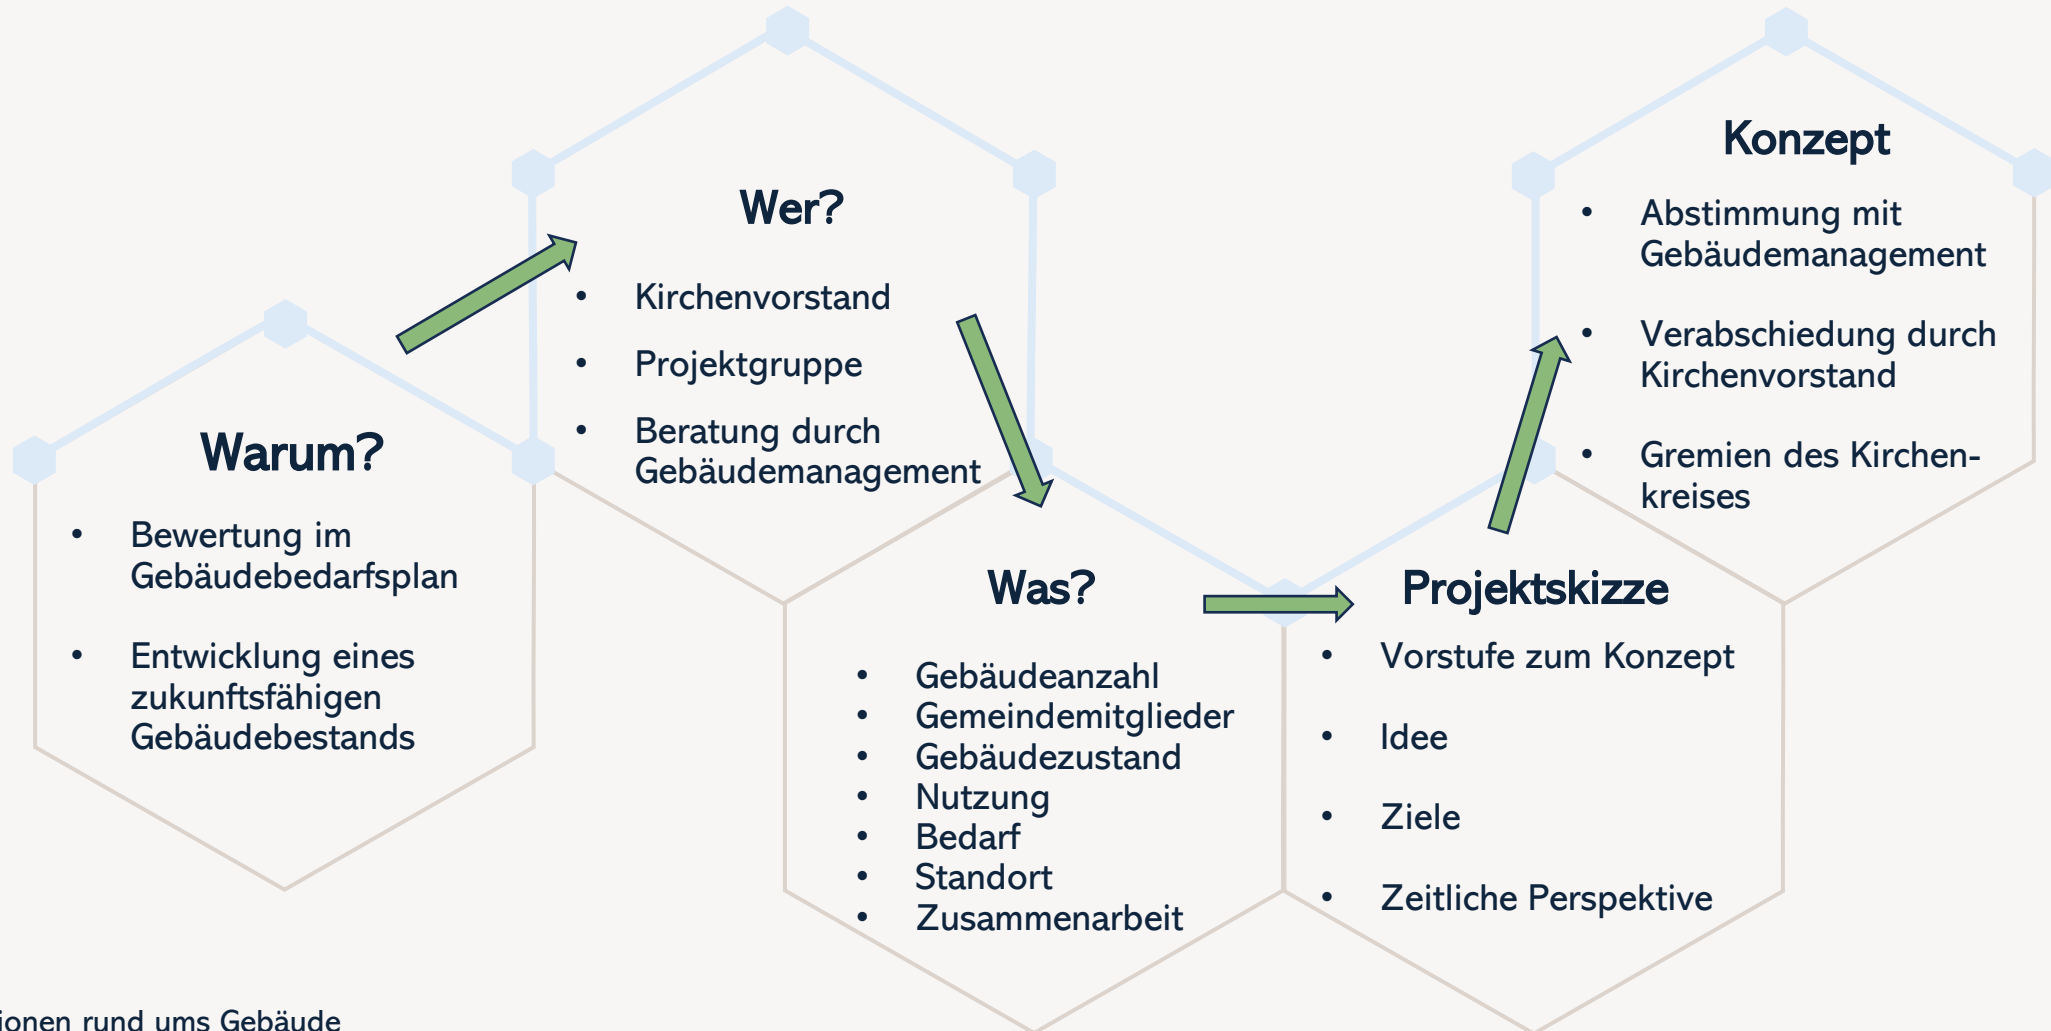 Warum?
• Bewertung im
Gebäudebedarfsplan
• Entwicklung eines
zukunftsfähigen
Gebäudebestands
Wer?
• Kirchenvorstand
• Projektgruppe
• Beratung durch
Gebäudemanagement
Was?
• Gebäudeanzahl
• Gemeindemitglieder
• Gebäudezustand
• Nutzung
• Bedarf
• Standort
• Zusammenarbeit
Projektskizze
• Vorstufe zum Konzept
• Idee
• Ziele
• Zeitliche Perspektive
Konzept
• Abstimmung mit
Gebäudemanagement
• Verabschiedung durch
Kirchenvorstand
• Gremien des Kirchen-
kreises
rund ums Gebäude